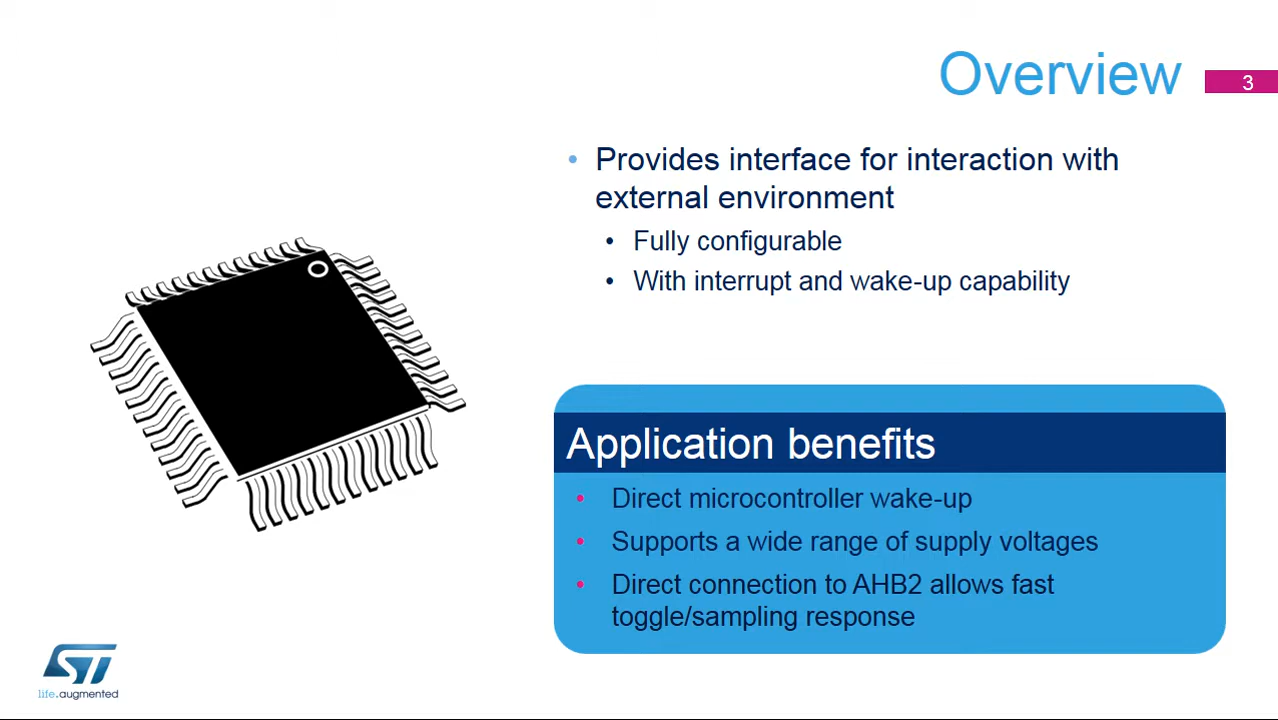 Overview
3
• Provides interface for interaction with
external environment
• Fully configurable
• With interrupt and wake-up capability
Application benefits
• Direct microcontroller wake-up
• Supports a wide range of supply voltages
• Direct connection to AHB2 allows fast
toggle/sampling response
ST
life.augmented